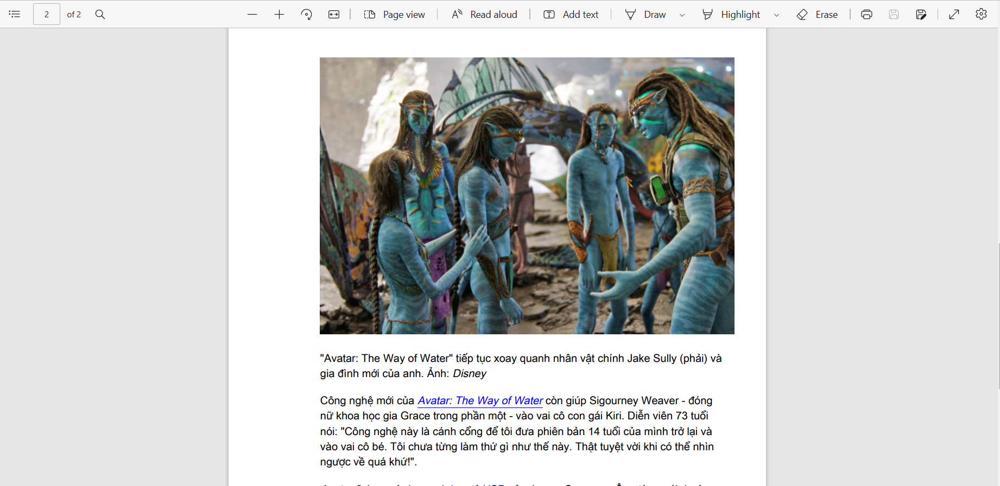 2 of 2 Page view Read aloud Add text Draw Highlight Erase
"Avatar: The Way of Water" tiếp tục xoay quanh nhân vật chính Jake Sully (phải) và
gia đình mới của anh. Ảnh: Disney
Công nghệ mới của Avatar: The Way of Water còn giúp Sigourney Weaver - đóng
nữ khoa học gia Grace trong phần một - vào vai cô con gái Kiri. Diễn viên 73 tuổi
nói: "Công nghệ này là cánh cổng để tôi đưa phiên bản 14 tuổi của mình trở lại và
vào vai cô bé. Tôi chưa từng làm thứ gì như thế này. Thật tuyệt vời khi có thể nhìn
ngược về quá khứ!".